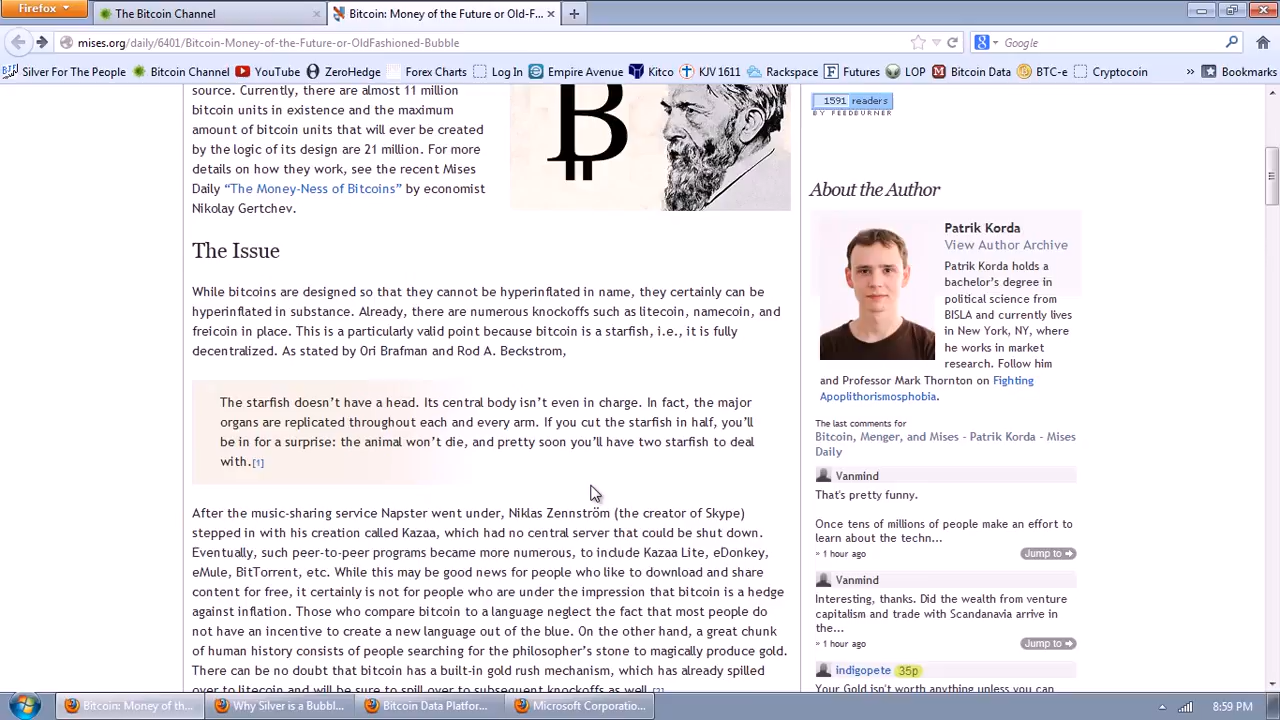 Firefox
The Bitcoin Channel
Bitcoin: Money of the Future or Old-F...
mises.org/daily/6401/Bitcoin-Money-of-the-Future-or-OldFashioned-Bubble
Google
Silver For The People
Bitcoin Channel
YouTube
ZeroHedge
Forex Charts
Log In
Empire Avenue
Kitco
KJV 1611
Rackspace
Futures
LOP
Bitcoin Data
BTC-e
Cryptocoin
»
Bookmarks
source. Currently, there are almost 11 million
bitcoin units in existence and the maximum
amount of bitcoin units that will ever be created
by the logic of its design are 21 million. For more
details on how they work, see the recent Mises
Daily “The Money-Ness of Bitcoins” by economist
Nikolay Gertchev.
The Issue
While bitcoins are designed so that they cannot be hyperinflated in name, they certainly can be
hyperinflated in substance. Already, there are numerous knockoffs such as litecoin, namecoin, and
freicoin in place. This is a particularly valid point because bitcoin is a starfish, i.e., it is fully
decentralized. As stated by Ori Brafman and Rod A. Beckstrom,
The starfish doesn’t have a head. Its central body isn’t even in charge. In fact, the major
organs are replicated throughout each and every arm. If you cut the starfish in half, you’ll
be in for a surprise: the animal won’t die, and pretty soon you’ll have two starfish to deal
with.[1]
After the music-sharing service Napster went under, Niklas Zennström (the creator of Skype)
stepped in with his creation called Kazaa, which had no central server that could be shut down.
Eventually, such peer-to-peer programs became more numerous, to include Kazaa Lite, eDonkey,
eMule, BitTorrent, etc. While this may be good news for people who like to download and share
content for free, it certainly is not for people who are under the impression that bitcoin is a hedge
against inflation. Those who compare bitcoin to a language neglect the fact that most people do
not have an incentive to create a new language out of the blue. On the other hand, a great chunk
of human history consists of people searching for the philosopher’s stone to magically produce gold.
There can be no doubt that bitcoin has a built-in gold rush mechanism, which has already spilled
over to litecoin and will be sure to spill over to subsequent knockoffs as well.[2]
1591 readers
BY FEEDBURNER
About the Author
Patrik Korda
View Author Archive
Patrik Korda holds a
bachelor’s degree in
political science from
BISLA and currently lives
in New York, NY, where
he works in market
research. Follow him
and Professor Mark Thornton on Fighting
Apoplithorismosphobia.
The last comments for
Bitcoin, Menger, and Mises - Patrik Korda - Mises
Daily
Vanmind
That's pretty funny.
Once tens of millions of people make an effort to
learn about the techn...
» 1 hour ago
Jump to
Vanmind
Interesting, thanks. Did the wealth from venture
capitalism and trade with Scandanavia arrive in
the...
» 1 hour ago
Jump to
indigopete 35p
Your Gold isn't worth anything unless you can
Bitcoin: Money of th...
Why Silver is a Bubbl...
Bitcoin Data Platfor...
Microsoft Corporatio...
8:59 PM